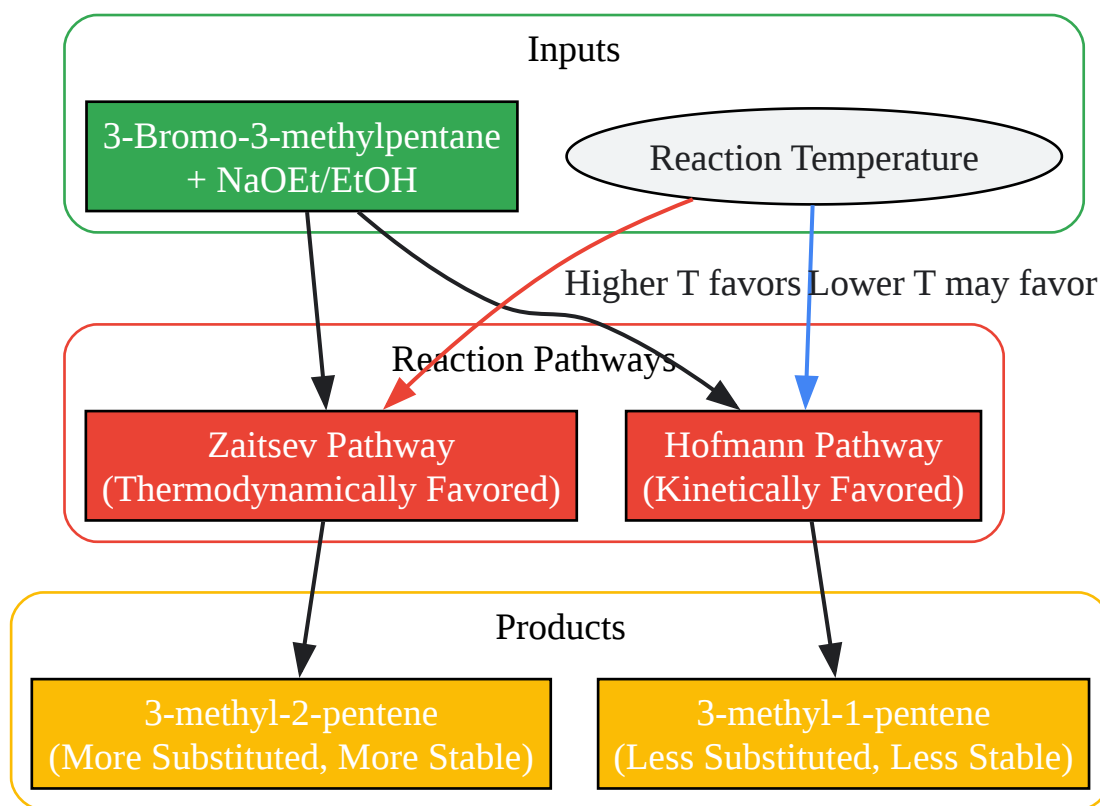 Inputs
3-Bromo-3-methylpentane
+ NaOEt/EtOH
Reaction Temperature
Higher T favors
Lower T may favor
Reaction Pathways
Zaitsev Pathway
(Thermodynamically Favored)
Hofmann Pathway
(Kinetically Favored)
Products
3-methyl-2-pentene
(More Substituted, More Stable)
3-methyl-1-pentene
(Less Substituted, Less Stable)